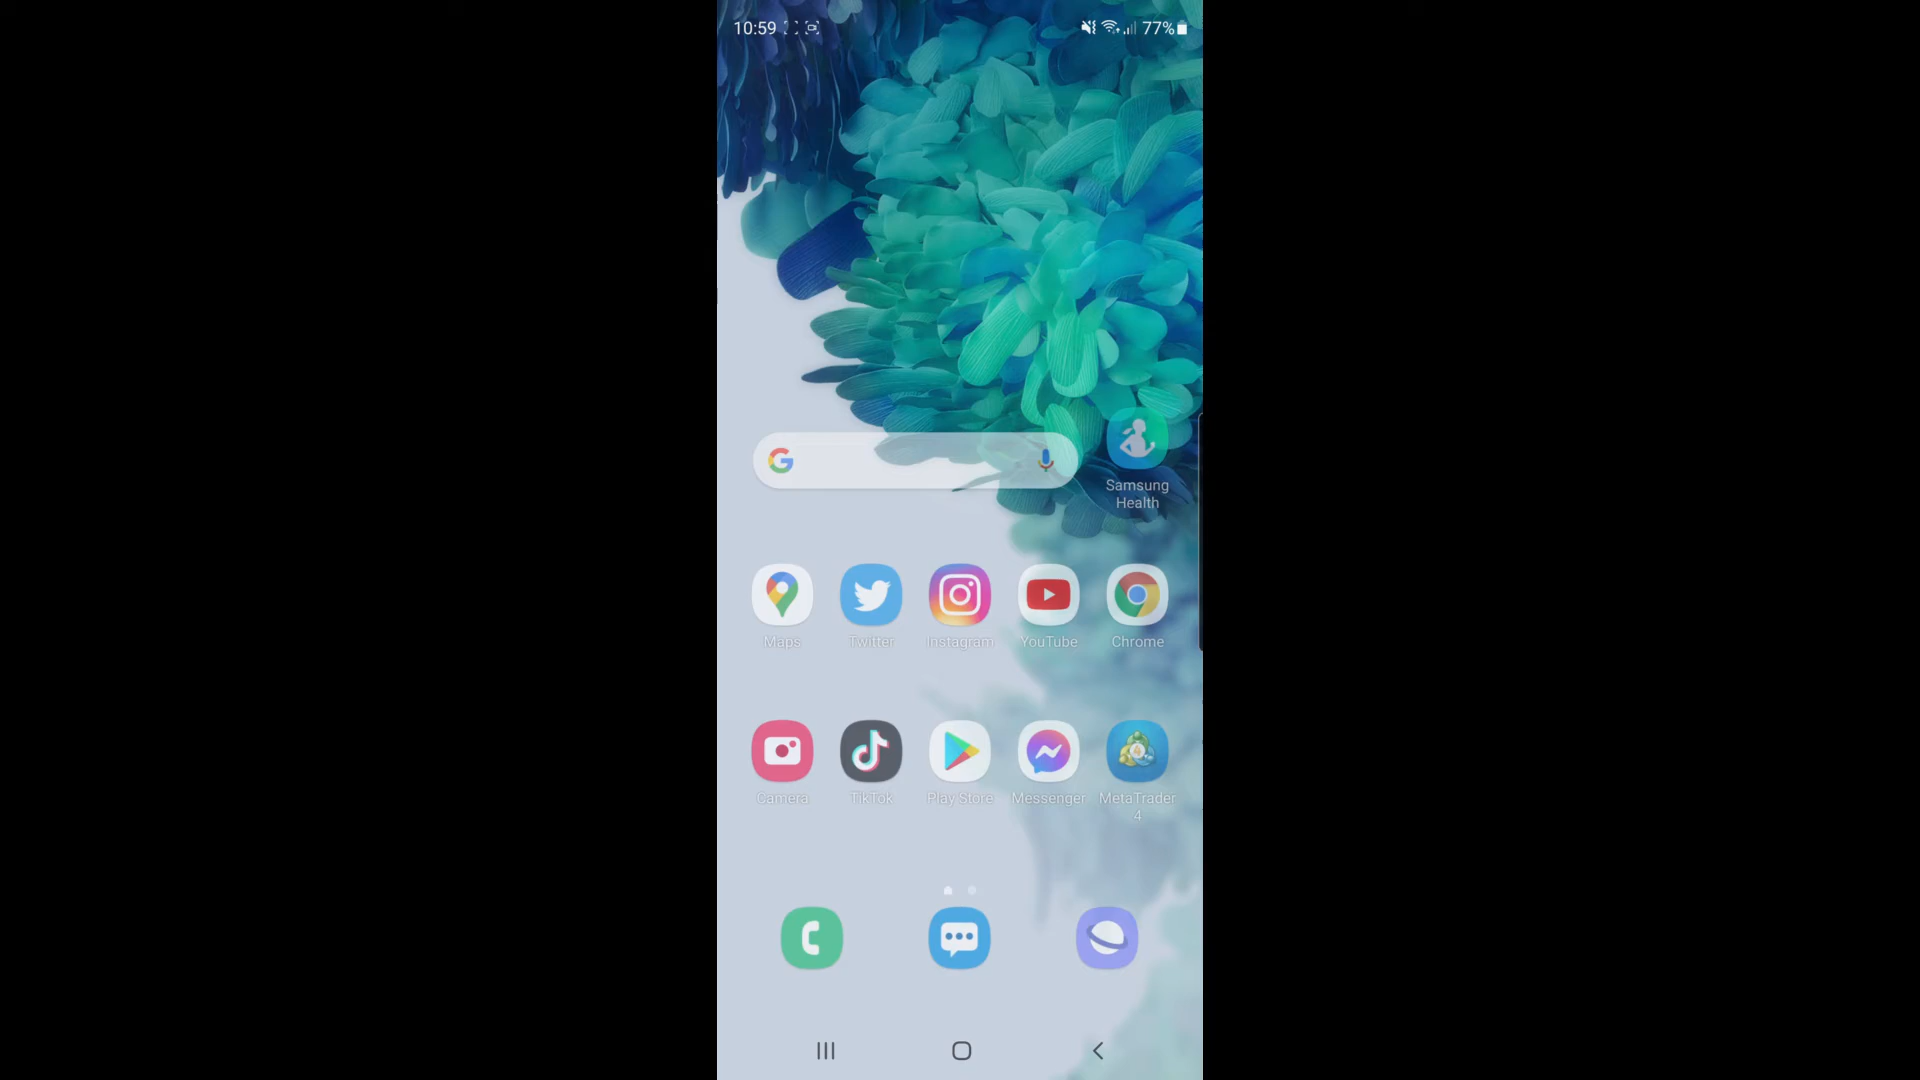 10:59 77%
Samsung
Health
Maps Twitter Instagram YouTube Chrome
Camera TikTok Play Store Messenger MetaTrader
4